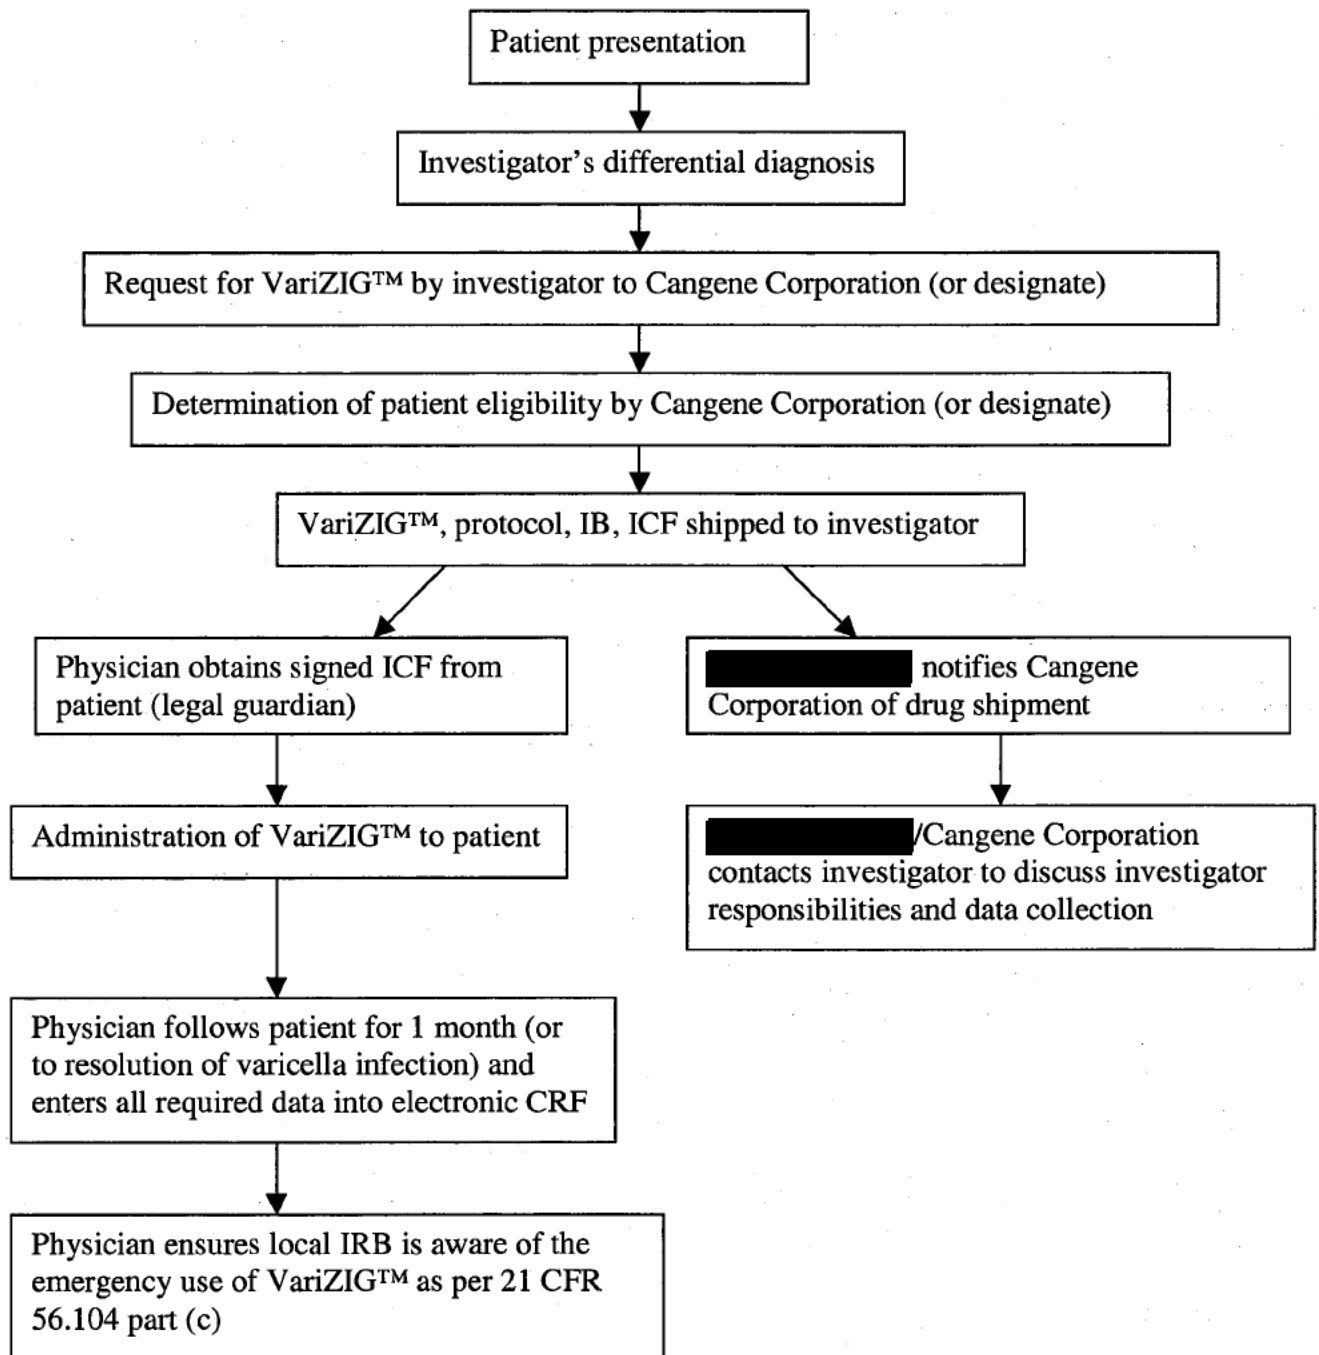 Patient presentation
Investigator’s differential diagnosis
Request for VariZIG™ by investigator to Cangene Corporation (or designate)
Determination of patient eligibility by Cangene Corporation (or designate)
VariZIG™, protocol, IB, ICF shipped to investigator
Physician obtains signed ICF from
patient (legal guardian)
Administration of VariZIG™ to patient
Physician follows patient for 1 month (or
to resolution of varicella infection) and
enters all required data into electronic CRF
Physician ensures local IRB is aware of the
emergency use of VariZIG™ as per 21 CFR
56.104 part (c)
notifies Cangene
Corporation of drug shipment
/Cangene Corporation
contacts investigator to discuss investigator
responsibilities and data collection